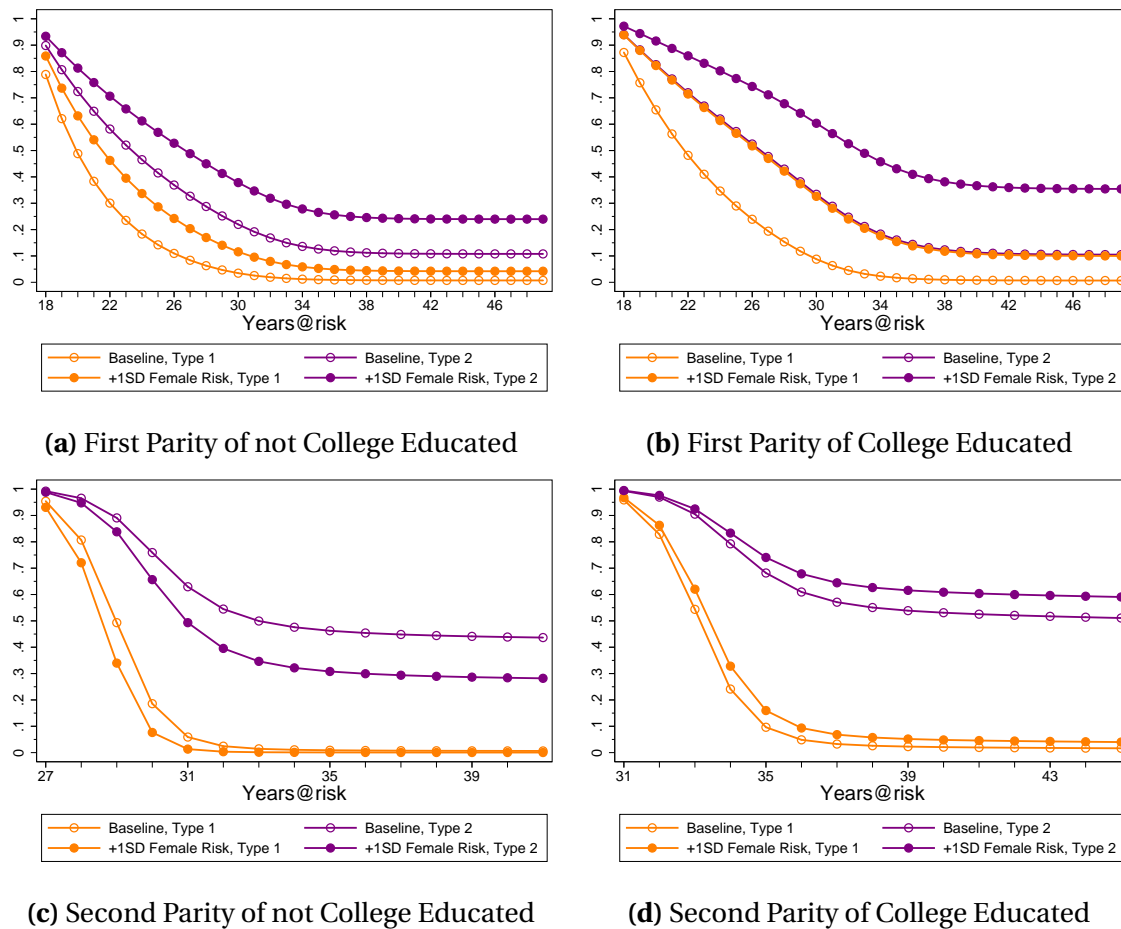 1
.9
.8
.7
.6
.5
.4
.3
.2
.1
0
18 22 26 30 34 38 42 46
Years@risk
Baseline, Type 1 Baseline, Type 2
+1SD Female Risk, Type 1 +1SD Female Risk, Type 2
(a) First Parity of not College Educated
1
.9
.8
.7
.6
.5
.4
.3
.2
.1
0
18 22 26 30 34 38 42 46
Years@risk
Baseline, Type 1 Baseline, Type 2
+1SD Female Risk, Type 1 +1SD Female Risk, Type 2
(b) First Parity of College Educated
1
.9
.8
.7
.6
.5
.4
.3
.2
.1
0
27 31 35 39
Years@risk
Baseline, Type 1 Baseline, Type 2
+1SD Female Risk, Type 1 +1SD Female Risk, Type 2
(c) Second Parity of not College Educated
1
.9
.8
.7
.6
.5
.4
.3
.2
.1
0
31 35 39 43
Years@risk
Baseline, Type 1 Baseline, Type 2
+1SD Female Risk, Type 1 +1SD Female Risk, Type 2
(d) Second Parity of College Educated